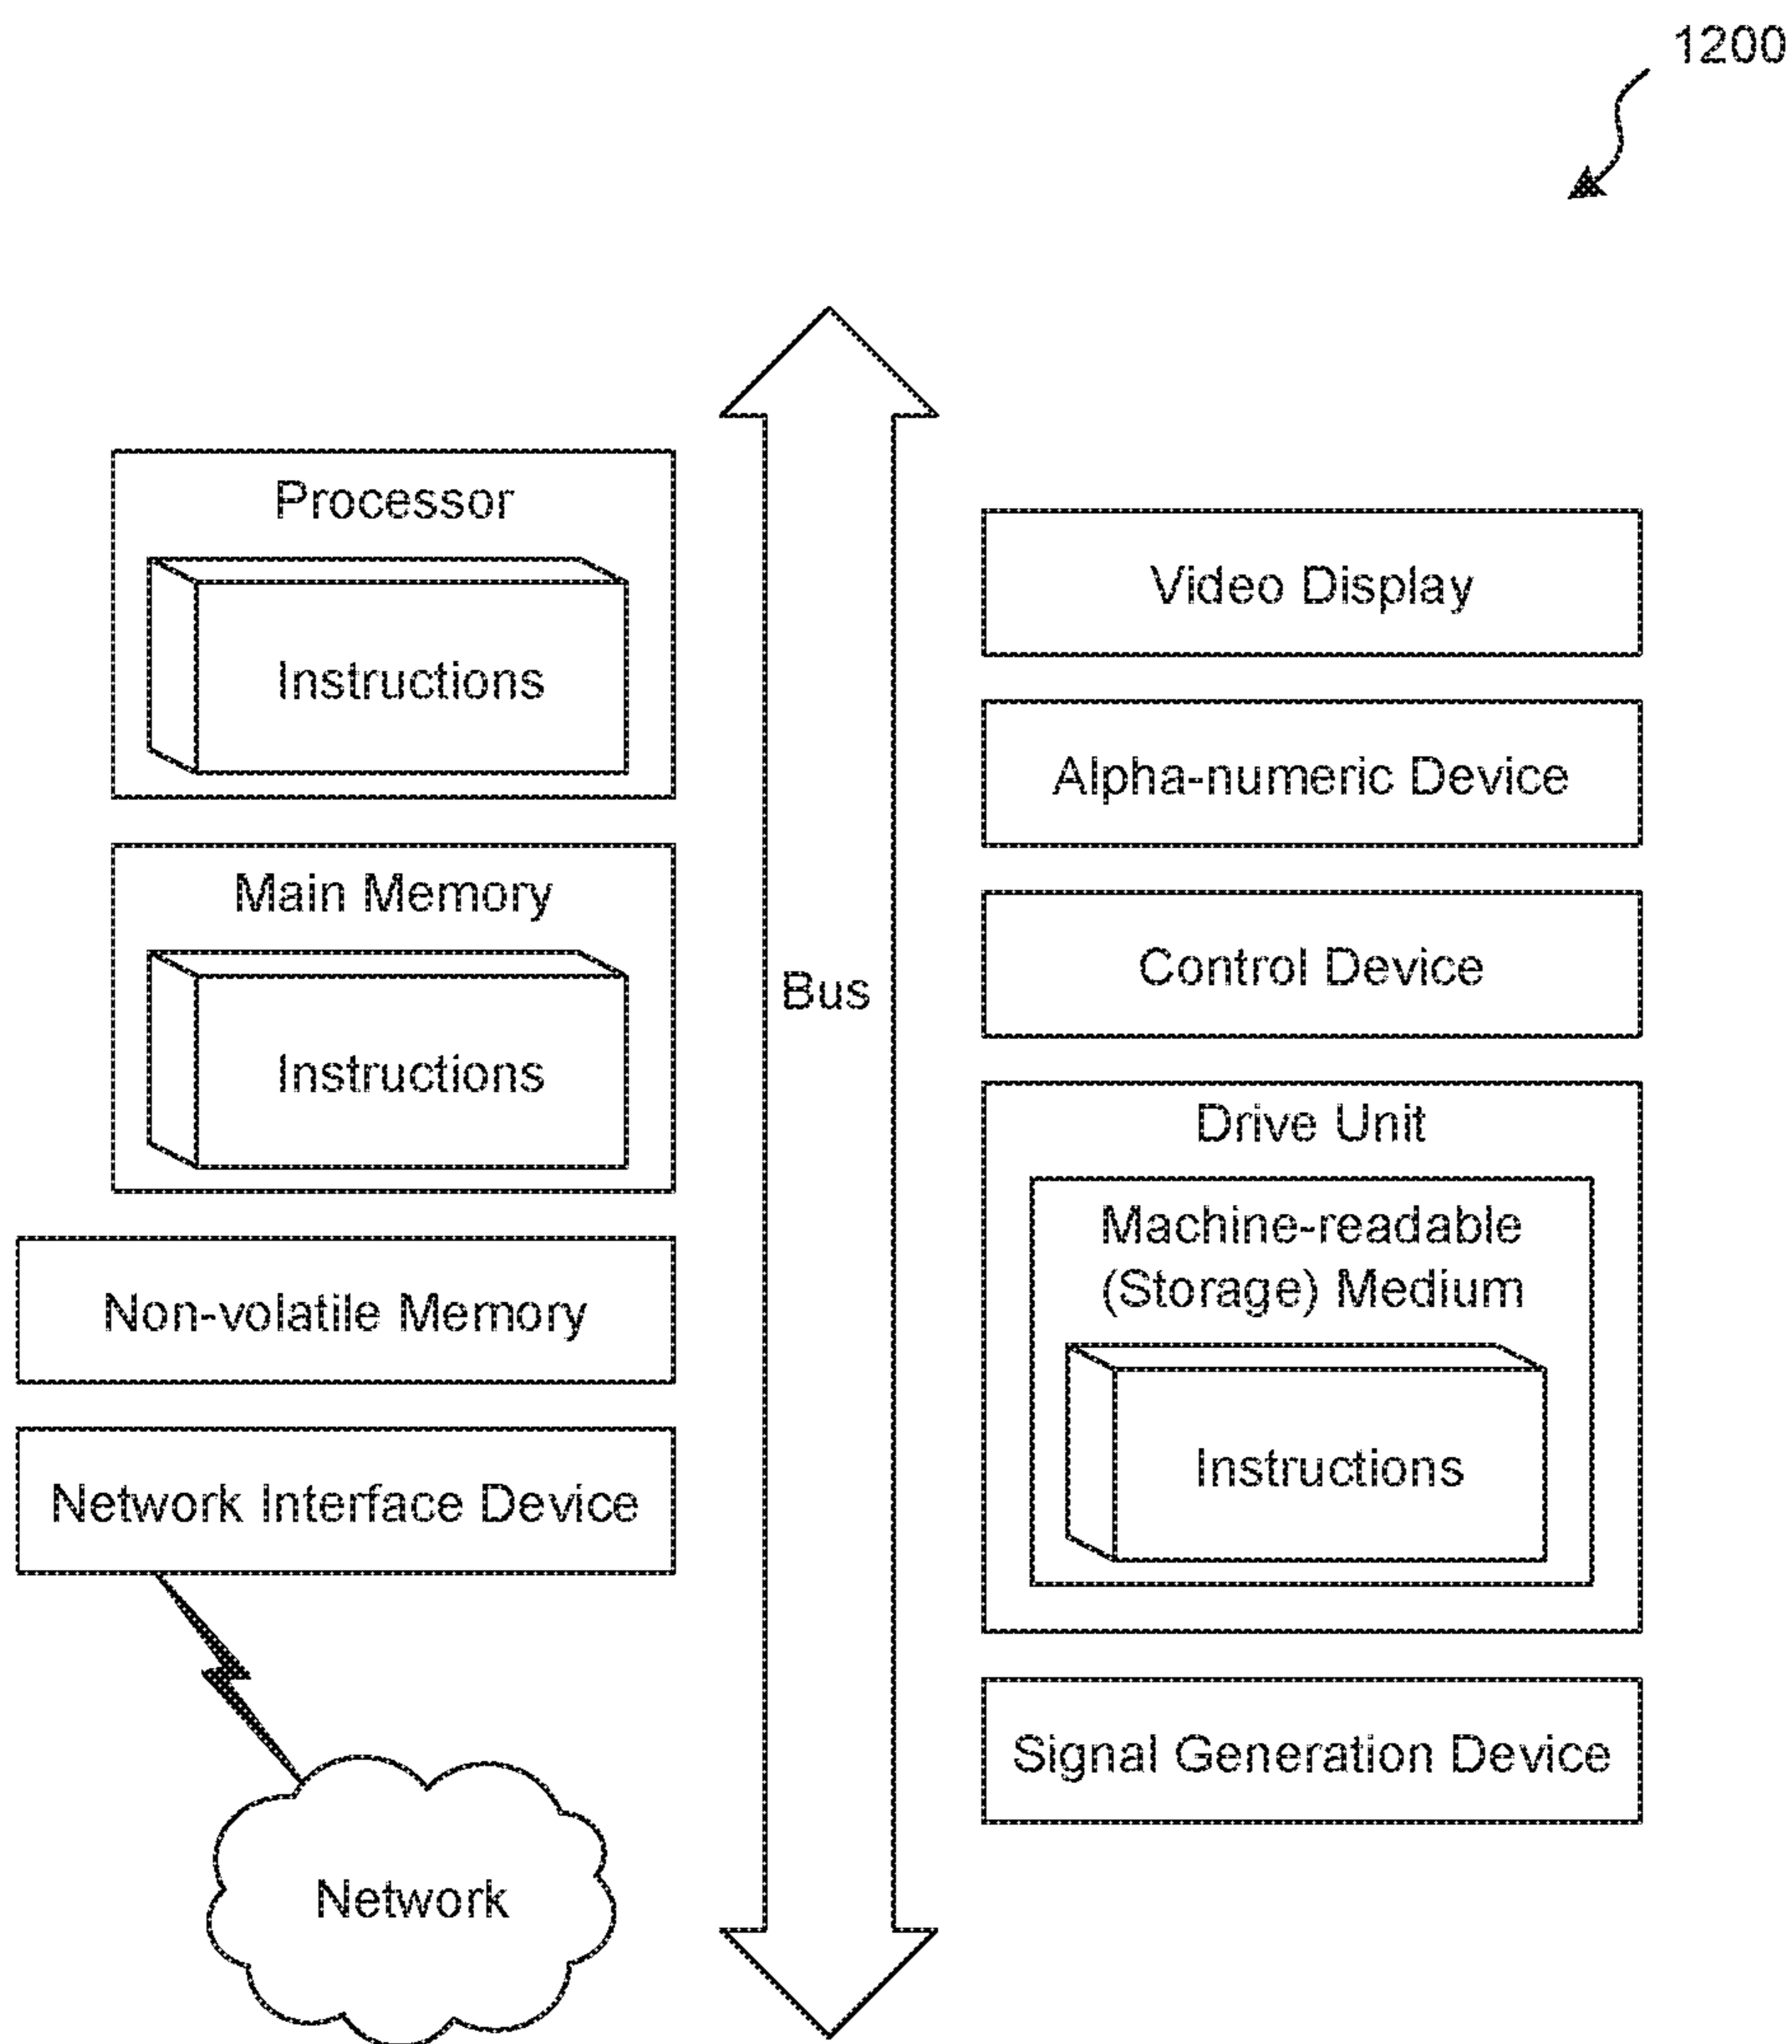 1200
Processor
Instructions
Main Memory
Instructions
Non-volatile Memory
Network Interface Device
Network
Bus
Video Display
Alpha-numeric Device
Control Device
Drive Unit
Machine-readable
(Storage) Medium
Instructions
Signal Generation Device